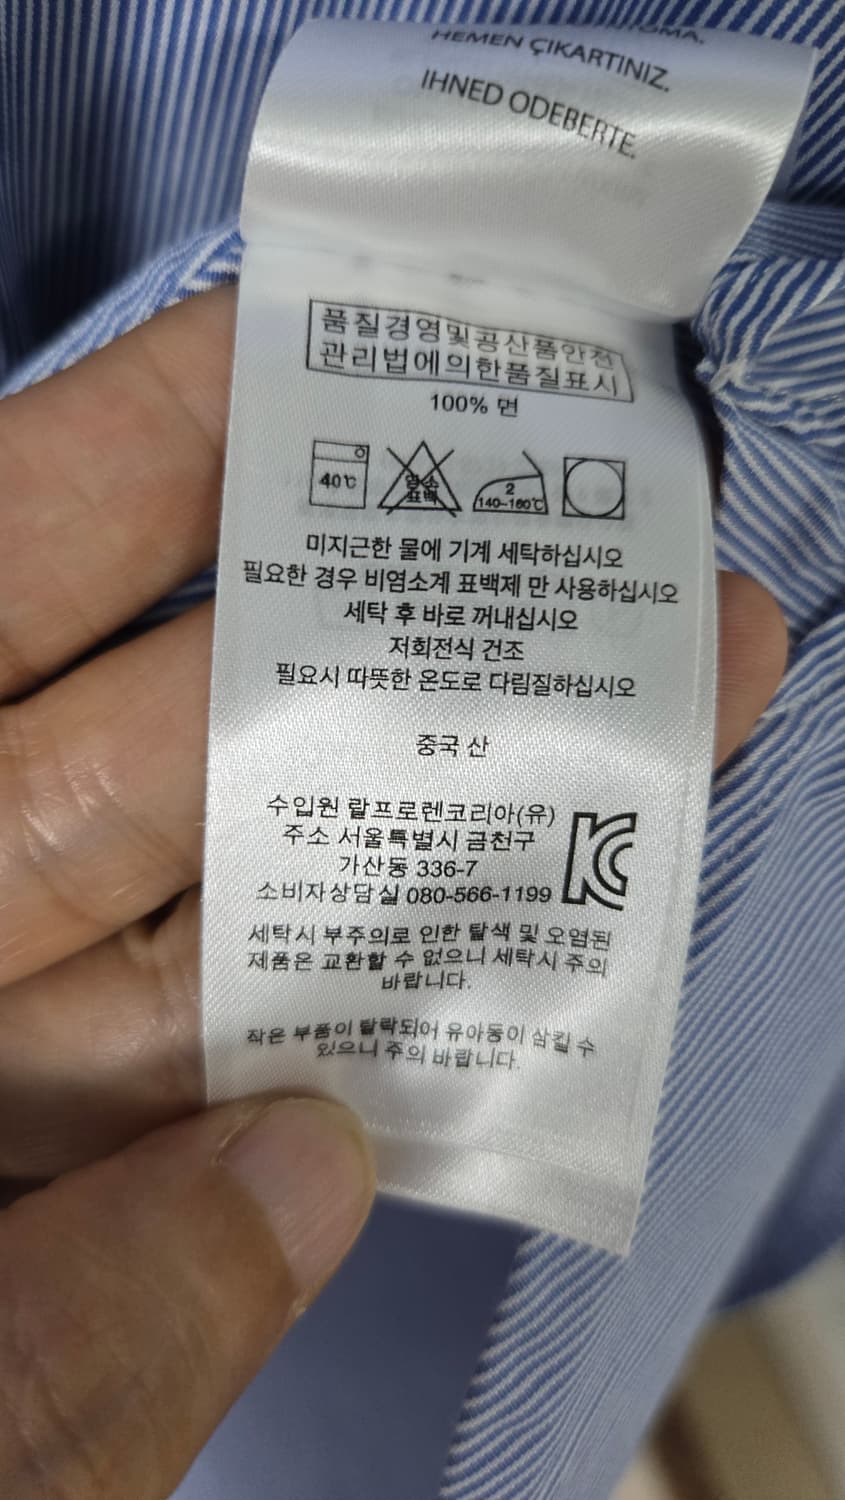 HEMEN ÇIKARTINIZ.
IHNED ODEBERTE.
품질경영및공산품안전
관리법에의한품질표시
100% 면
40℃
염소
표백
2
140~160℃
미지근한 물에 기계 세탁하십시오
필요한 경우 비염소계 표백제 만 사용하십시오
세탁 후 바로 꺼내십시오
저회전식 건조
필요시 따뜻한 온도로 다림질하십시오
중국 산
수입원 랄프로렌코리아(유)
주소 서울특별시 금천구
가산동 336-7
소비자상담실 080-566-1199
세탁시 부주의로 인한 탈색 및 오염된
제품은 교환할 수 없으니 세탁시 주의
바랍니다.
작은 부품이 탈락되어 유아동이 삼킬 수
있으니 주의 바랍니다.